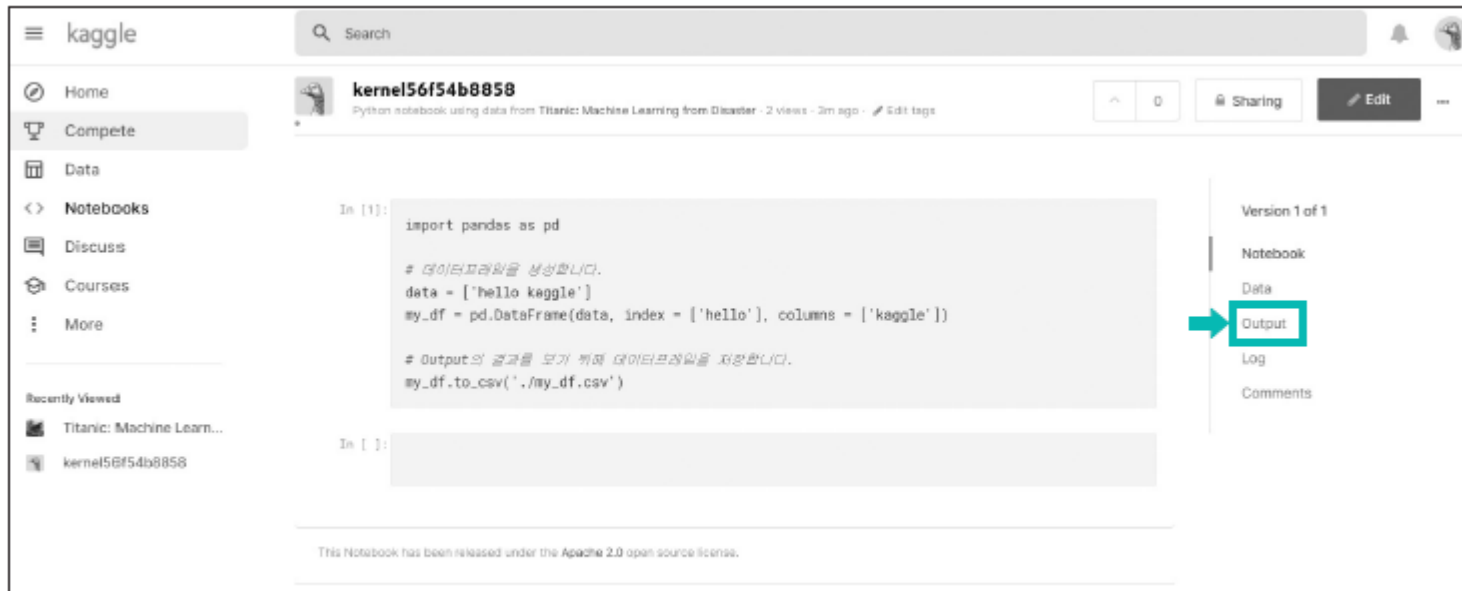 kaggle
Search
Home
Compete
Data
Notebooks
Discuss
Courses
More
Recently Viewed
Titanic: Machine Learn...
kernel56f54b8858
kernel56f54b8858
Python notebook using data from Titanic: Machine Learning from Disaster - 2 views - 3m ago - Edit tags
0
Sharing
Edit
In [1]:
import pandas as pd
# 데이터프레임을 생성합니다.
data = ['hello kaggle']
my_df = pd.DataFrame(data, index = ['hello'], columns = ['kaggle'])
# Output의 결과를 보기 위해 데이터프레임을 저장합니다.
my_df.to_csv('./my_df.csv')
In [ ]:
This Notebook has been released under the Apache 2.0 open source license.
Version 1 of 1
Notebook
Data
Output
Log
Comments